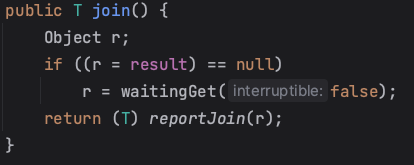 public T join() {
    Object r;
    if ((r = result) == null)
        r = waitingGet( interruptible: false);
    return (T) reportJoin(r);
}